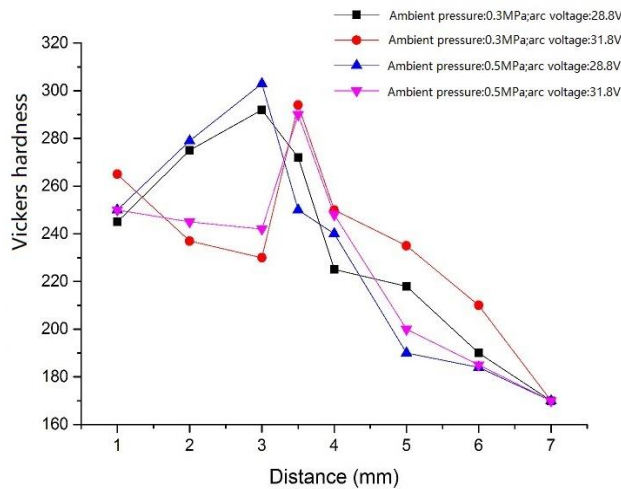 Ambient pressure:0.3MPa;arc voltage:28.8V
Ambient pressure:0.3MPa;arc voltage:31.8V
Ambient pressure:0.5MPa;arc voltage:28.8V
Ambient pressure:0.5MPa;arc voltage:31.8V
320
300
280
260
240
220
200
180
160
Vickers hardness
1 2 3 4 5 6 7
Distance (mm)